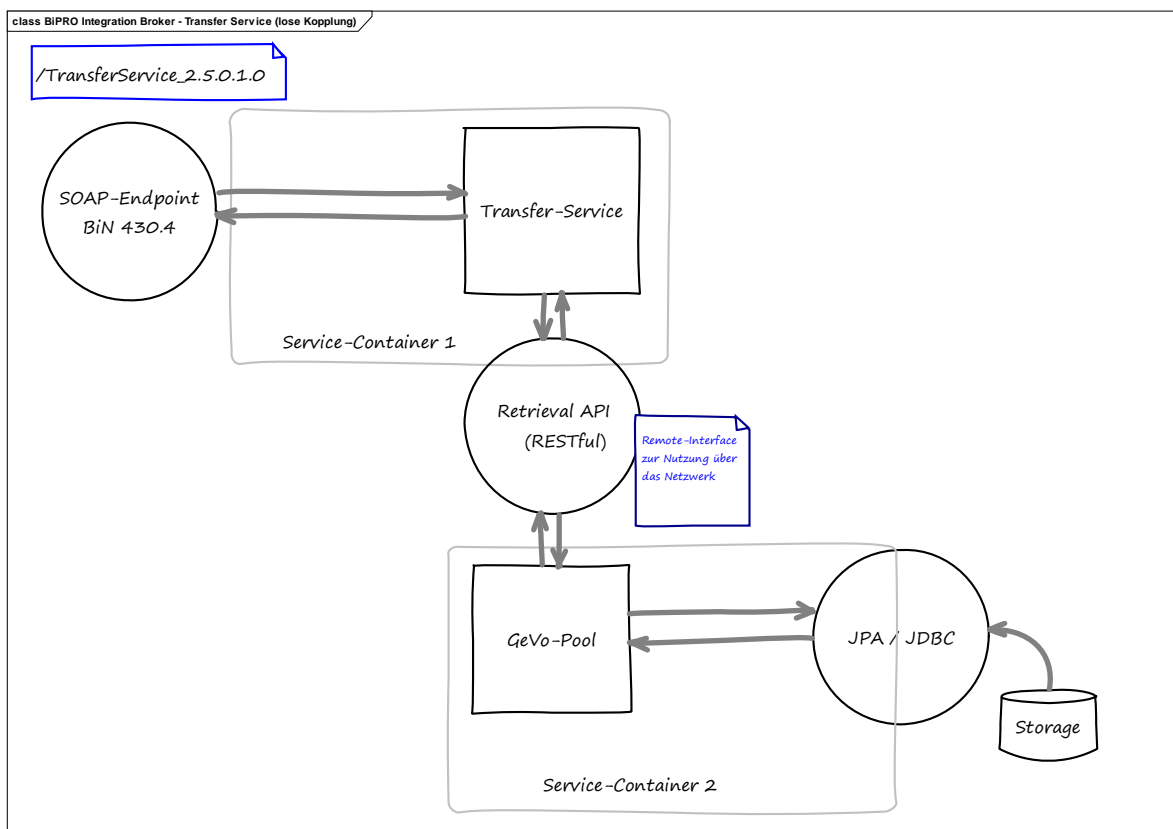 class BiPRO Integration Broker - Transfer Service (lose Kopplung)
/TransferService_2.5.0.1.0
SOAP-Endpoint
BiN 430.4
Transfer-Service
Service-Container 1
Retrieval API
(RESTful)
Remote-Interface
zur Nutzung über
das Netzwerk
GeVo-Pool
JPA / JDBC
Storage
Service-Container 2